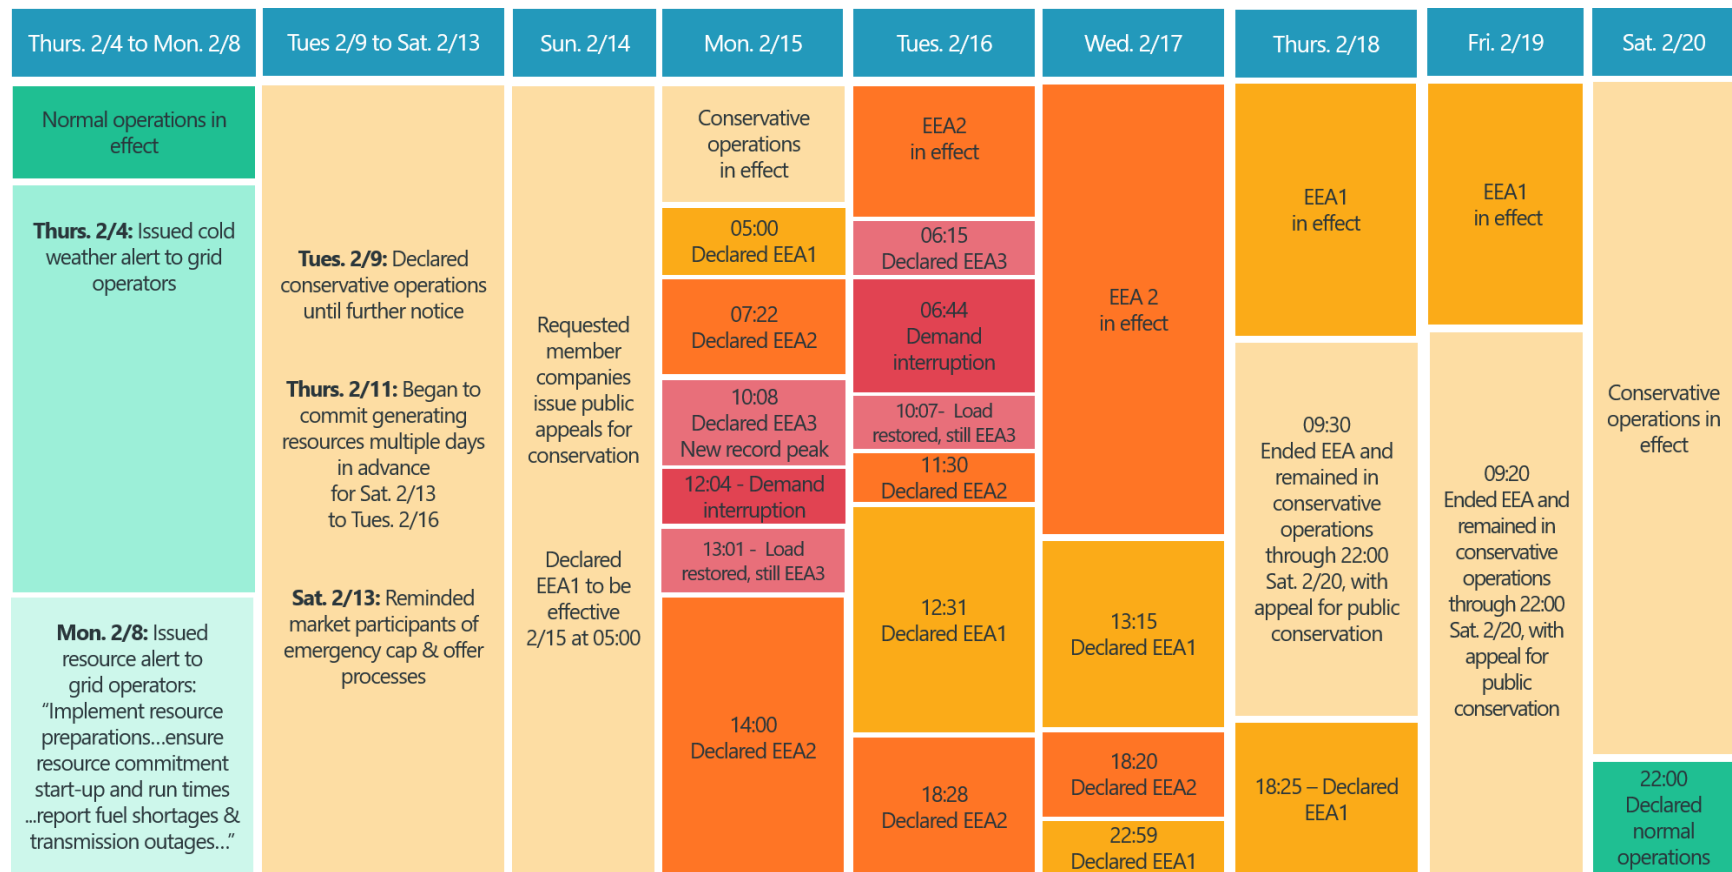 Thurs. 2/4 to Mon. 2/8
Normal operations in
effect
Thurs. 2/4: Issued cold
weather alert to grid
operators
Mon. 2/8: Issued
resource alert to
grid operators:
“Implement resource
preparations…ensure
resource commitment
start-up and run times
...report fuel shortages &
transmission outages…”
Tues 2/9 to Sat. 2/13
Tues. 2/9: Declared
conservative operations
until further notice
Thurs. 2/11: Began to
commit generating
resources multiple days
in advance
for Sat. 2/13
to Tues. 2/16
Sat. 2/13: Reminded
market participants of
emergency cap & offer
processes
Sun. 2/14
Requested
member
companies
issue public
appeals for
conservation
Declared
EEA1 to be
effective
2/15 at 05:00
Mon. 2/15
Conservative
operations
in effect
05:00
Declared EEA1
07:22
Declared EEA2
10:08
Declared EEA3
New record peak
12:04 - Demand
interruption
13:01 - Load
restored, still EEA3
14:00
Declared EEA2
Tues. 2/16
EEA2
in effect
06:15
Declared EEA3
06:44
Demand
interruption
10:07- Load
restored, still EEA3
11:30
Declared EEA2
12:31
Declared EEA1
18:28
Declared EEA2
Wed. 2/17
EEA 2
in effect
13:15
Declared EEA1
18:20
Declared EEA2
22:59
Declared EEA1
Thurs. 2/18
EEA1
in effect
09:30
Ended EEA and
remained in
conservative
operations
through 22:00
Sat. 2/20, with
appeal for public
conservation
18:25 – Declared
EEA1
Fri. 2/19
EEA1
in effect
09:20
Ended EEA and
remained in
conservative
operations
through 22:00
Sat. 2/20, with
appeal for
public
conservation
Sat. 2/20
Conservative
operations in
effect
22:00
Declared
normal
operations